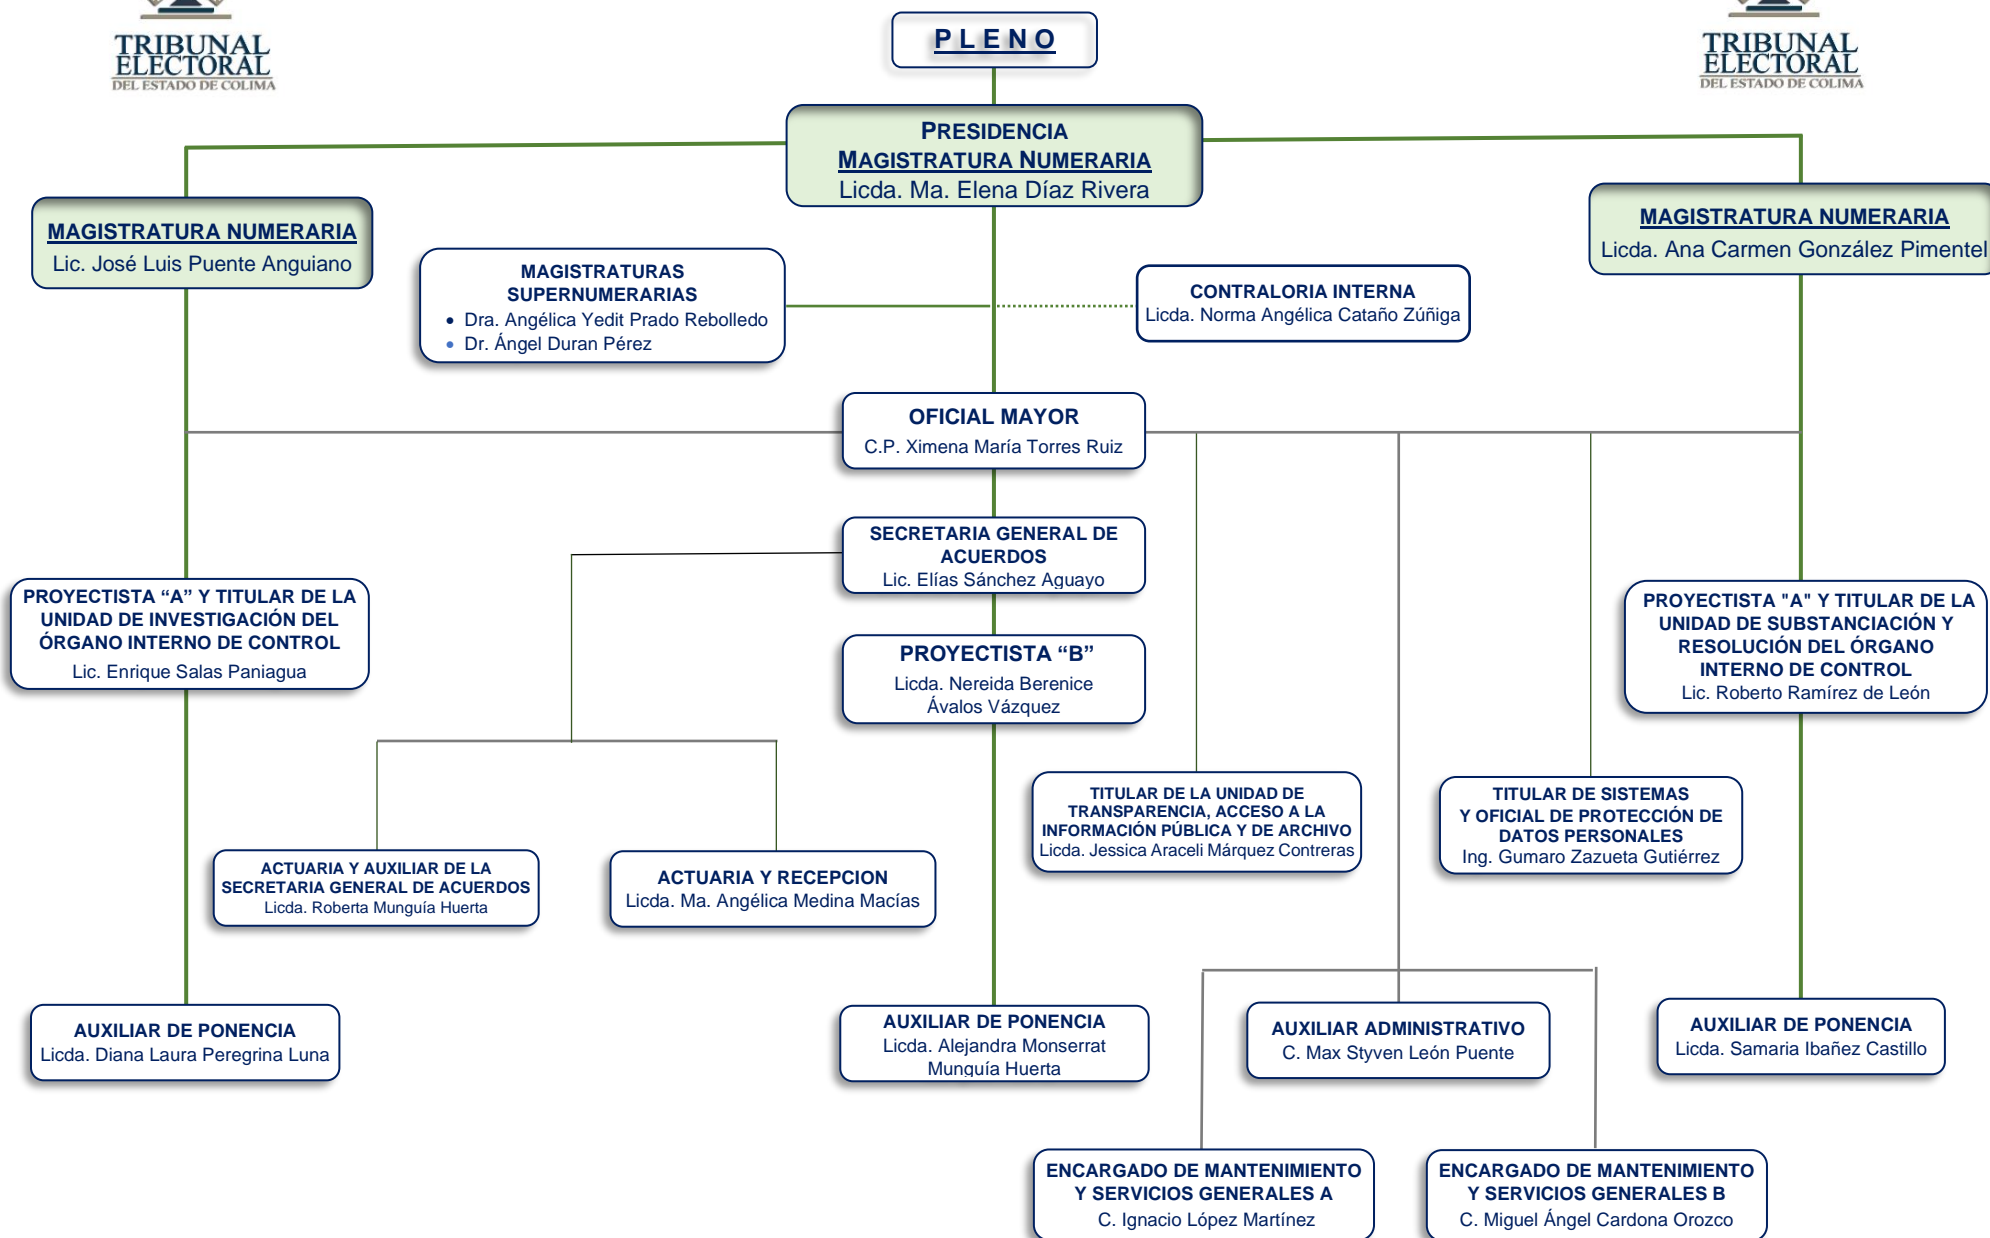 TRIBUNAL
ELECTORAL
DEL ESTADO DE COLIMA
PLENO
TRIBUNAL
ELECTORAL
DEL ESTADO DE COLIMA
PRESIDENCIA
MAGISTRATURA NUMERARIA
Licda. Ma. Elena Díaz Rivera
MAGISTRATURA NUMERARIA
Lic. José Luis Puente Anguiano
MAGISTRATURA NUMERARIA
Licda. Ana Carmen González Pimentel
MAGISTRATURAS
SUPERNUMERARIAS
• Dra. Angélica Yedit Prado Rebolledo
• Dr. Ángel Duran Pérez
CONTRALORIA INTERNA
Licda. Norma Angélica Cataño Zúñiga
OFICIAL MAYOR
C.P. Ximena María Torres Ruiz
SECRETARIA GENERAL DE
ACUERDOS
Lic. Elías Sánchez Aguayo
PROYECTISTA “A” Y TITULAR DE LA
UNIDAD DE INVESTIGACIÓN DEL
ÓRGANO INTERNO DE CONTROL
Lic. Enrique Salas Paniagua
PROYECTISTA “B”
Licda. Nereida Berenice
Ávalos Vázquez
PROYECTISTA "A" Y TITULAR DE LA
UNIDAD DE SUBSTANCIACIÓN Y
RESOLUCIÓN DEL ÓRGANO
INTERNO DE CONTROL
Lic. Roberto Ramírez de León
TITULAR DE LA UNIDAD DE
TRANSPARENCIA, ACCESO A LA
INFORMACIÓN PÚBLICA Y DE ARCHIVO
Licda. Jessica Araceli Márquez Contreras
TITULAR DE SISTEMAS
Y OFICIAL DE PROTECCIÓN DE
DATOS PERSONALES
Ing. Gumaro Zazueta Gutiérrez
ACTUARIA Y AUXILIAR DE LA
SECRETARIA GENERAL DE ACUERDOS
Licda. Roberta Munguía Huerta
ACTUARIA Y RECEPCION
Licda. Ma. Angélica Medina Macías
AUXILIAR DE PONENCIA
Licda. Diana Laura Peregrina Luna
AUXILIAR DE PONENCIA
Licda. Alejandra Monserrat
Munguía Huerta
AUXILIAR ADMINISTRATIVO
C. Max Styven León Puente
AUXILIAR DE PONENCIA
Licda. Samaria Ibañez Castillo
ENCARGADO DE MANTENIMIENTO
Y SERVICIOS GENERALES A
C. Ignacio López Martínez
ENCARGADO DE MANTENIMIENTO
Y SERVICIOS GENERALES B
C. Miguel Ángel Cardona Orozco